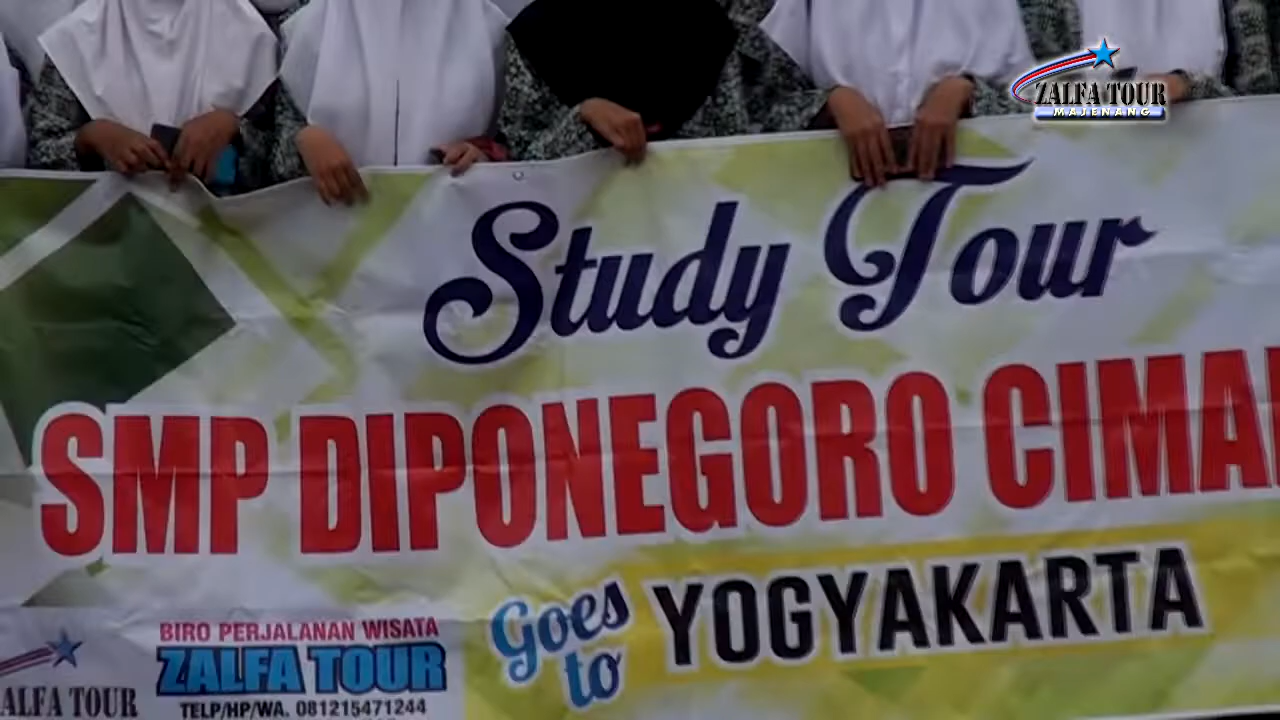 ZALFA TOUR
MAJENANG
Study Tour
SMP DIPONEGORO
Goes to YOGYAKARTA
BIRO PERJALANAN WISATA
ZALFA TOUR
TELP/HP/WA. 081215471244
ALFA TOUR